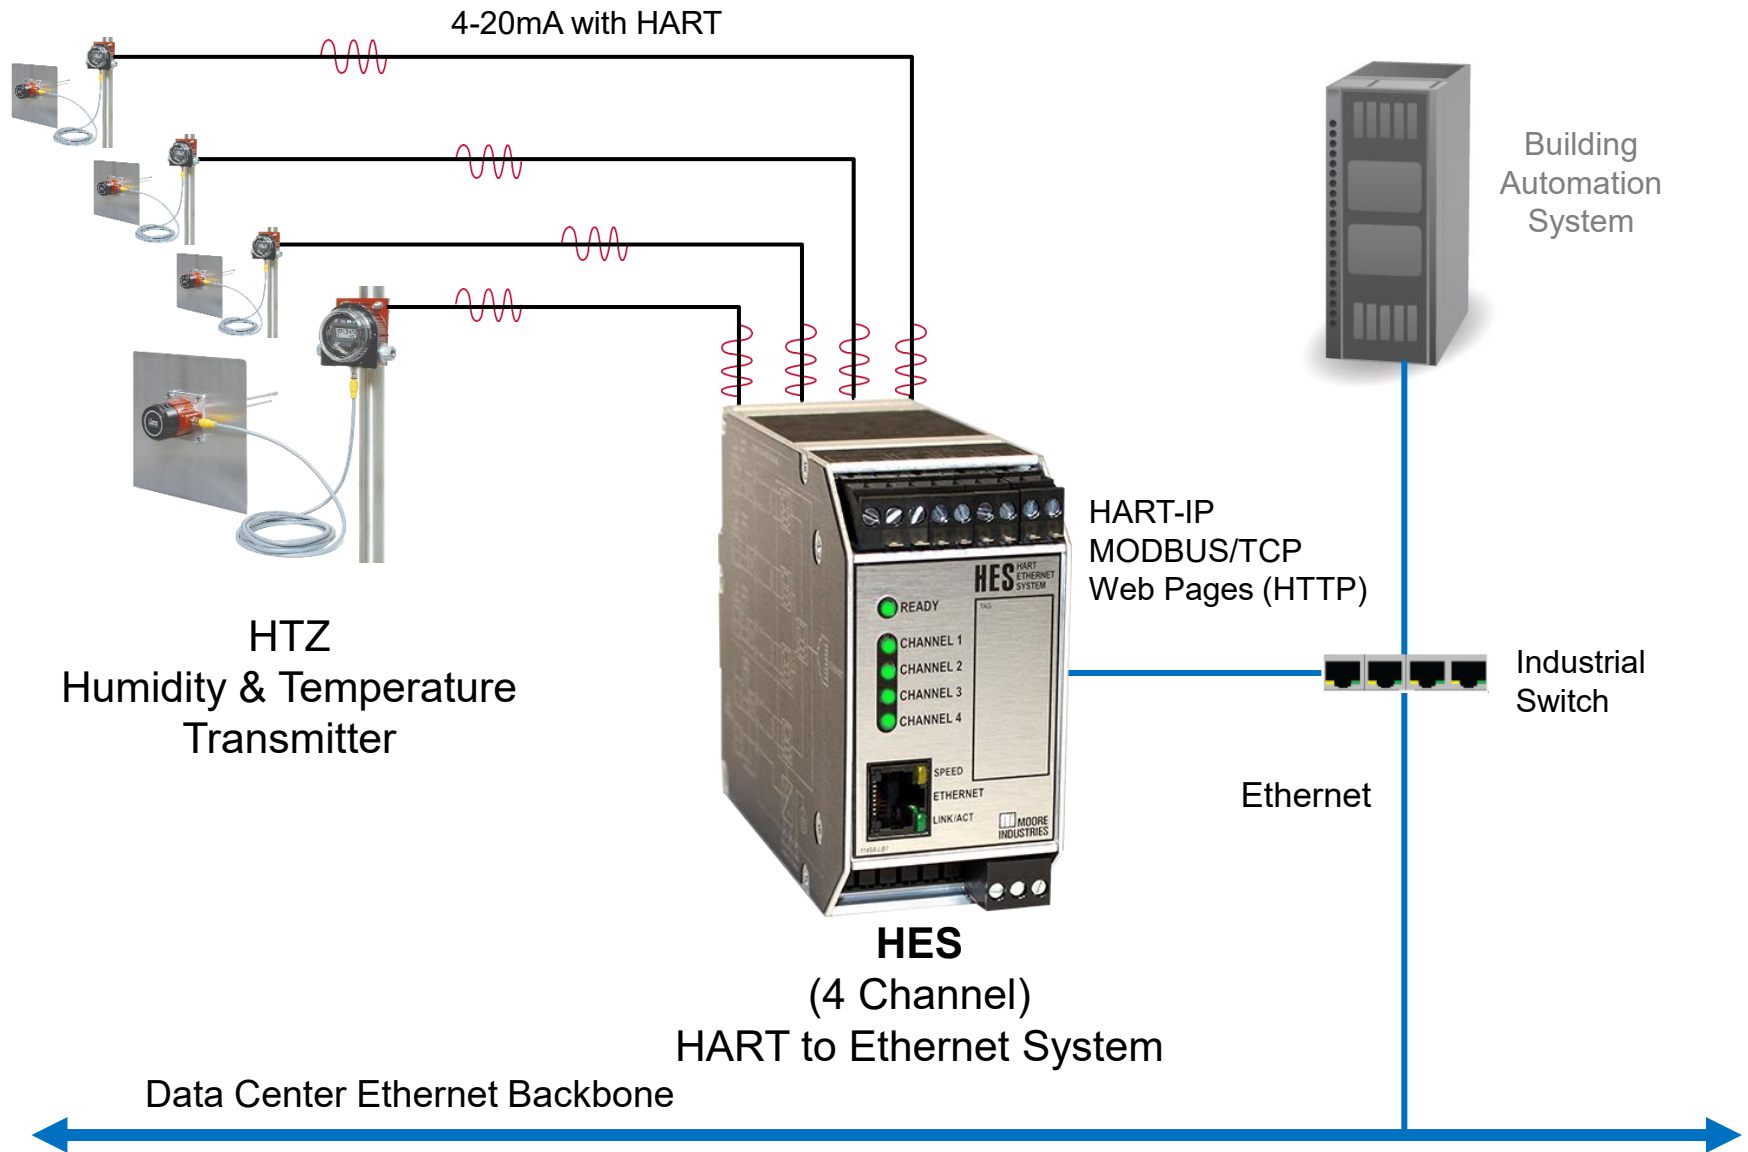 4-20mA with HART
Building
Automation
System
HTZ
Humidity & Temperature
Transmitter
HART-IP
MODBUS/TCP
Web Pages (HTTP)
HES HART
ETHERNET
SYSTEM
TAG
READY
CHANNEL 1
CHANNEL 2
CHANNEL 3
CHANNEL 4
SPEED
ETHERNET
LINK/ACT
MOORE
INDUSTRIES
Industrial
Switch
Ethernet
HES
(4 Channel)
HART to Ethernet System
Data Center Ethernet Backbone